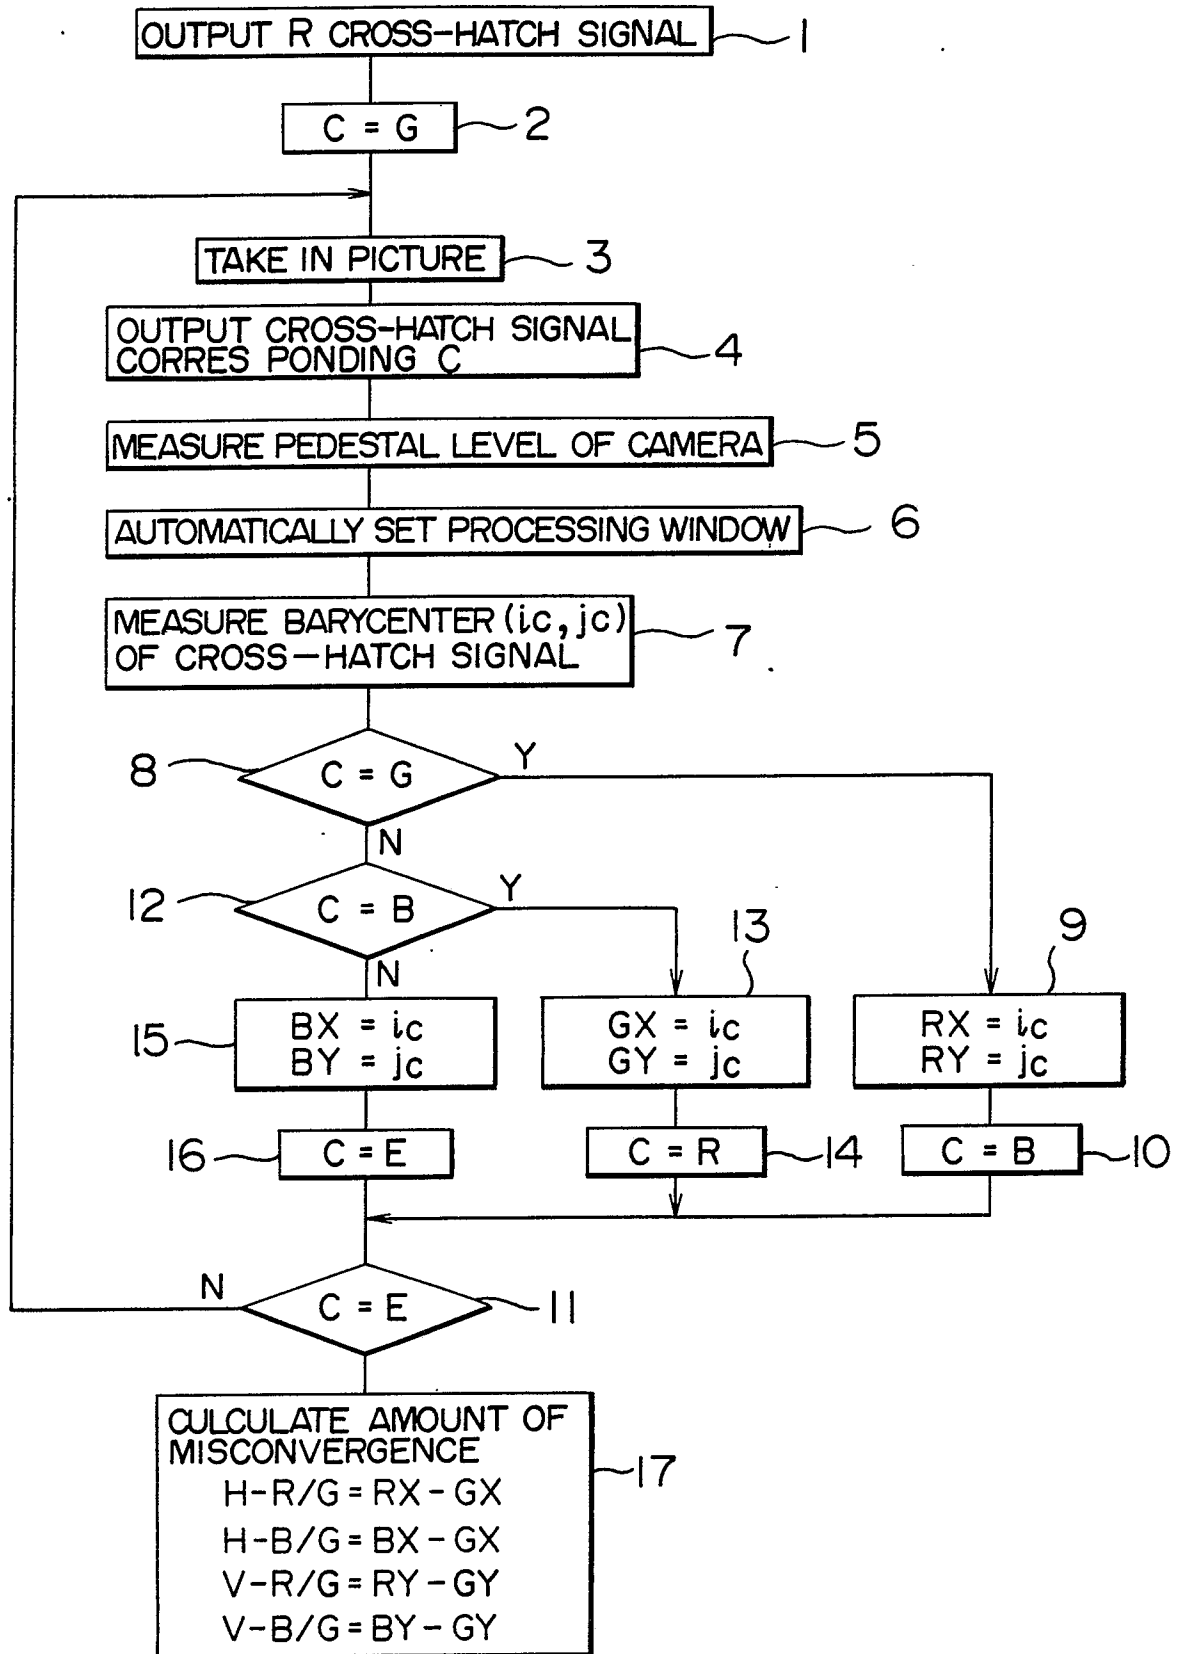 OUTPUT R CROSS-HATCH SIGNAL 1
C = G 2
TAKE IN PICTURE 3
OUTPUT CROSS-HATCH SIGNAL
CORRES PONDING C 4
MEASURE PEDESTAL LEVEL OF CAMERA 5
AUTOMATICALLY SET PROCESSING WINDOW 6
MEASURE BARYCENTER (ic, jc)
OF CROSS-HATCH SIGNAL 7
8 C = G Y
N
12 C = B Y
N
13 9
15 BX = ic GX = ic RX = ic
BY = jc GY = jc RY = jc
16 C = E C = R 14 C = B 10
N C = E 11
CULCULATE AMOUNT OF
MISCONVERGENCE
17
H-R/G = RX - GX
H-B/G = BX - GX
V-R/G = RY - GY
V-B/G = BY - GY